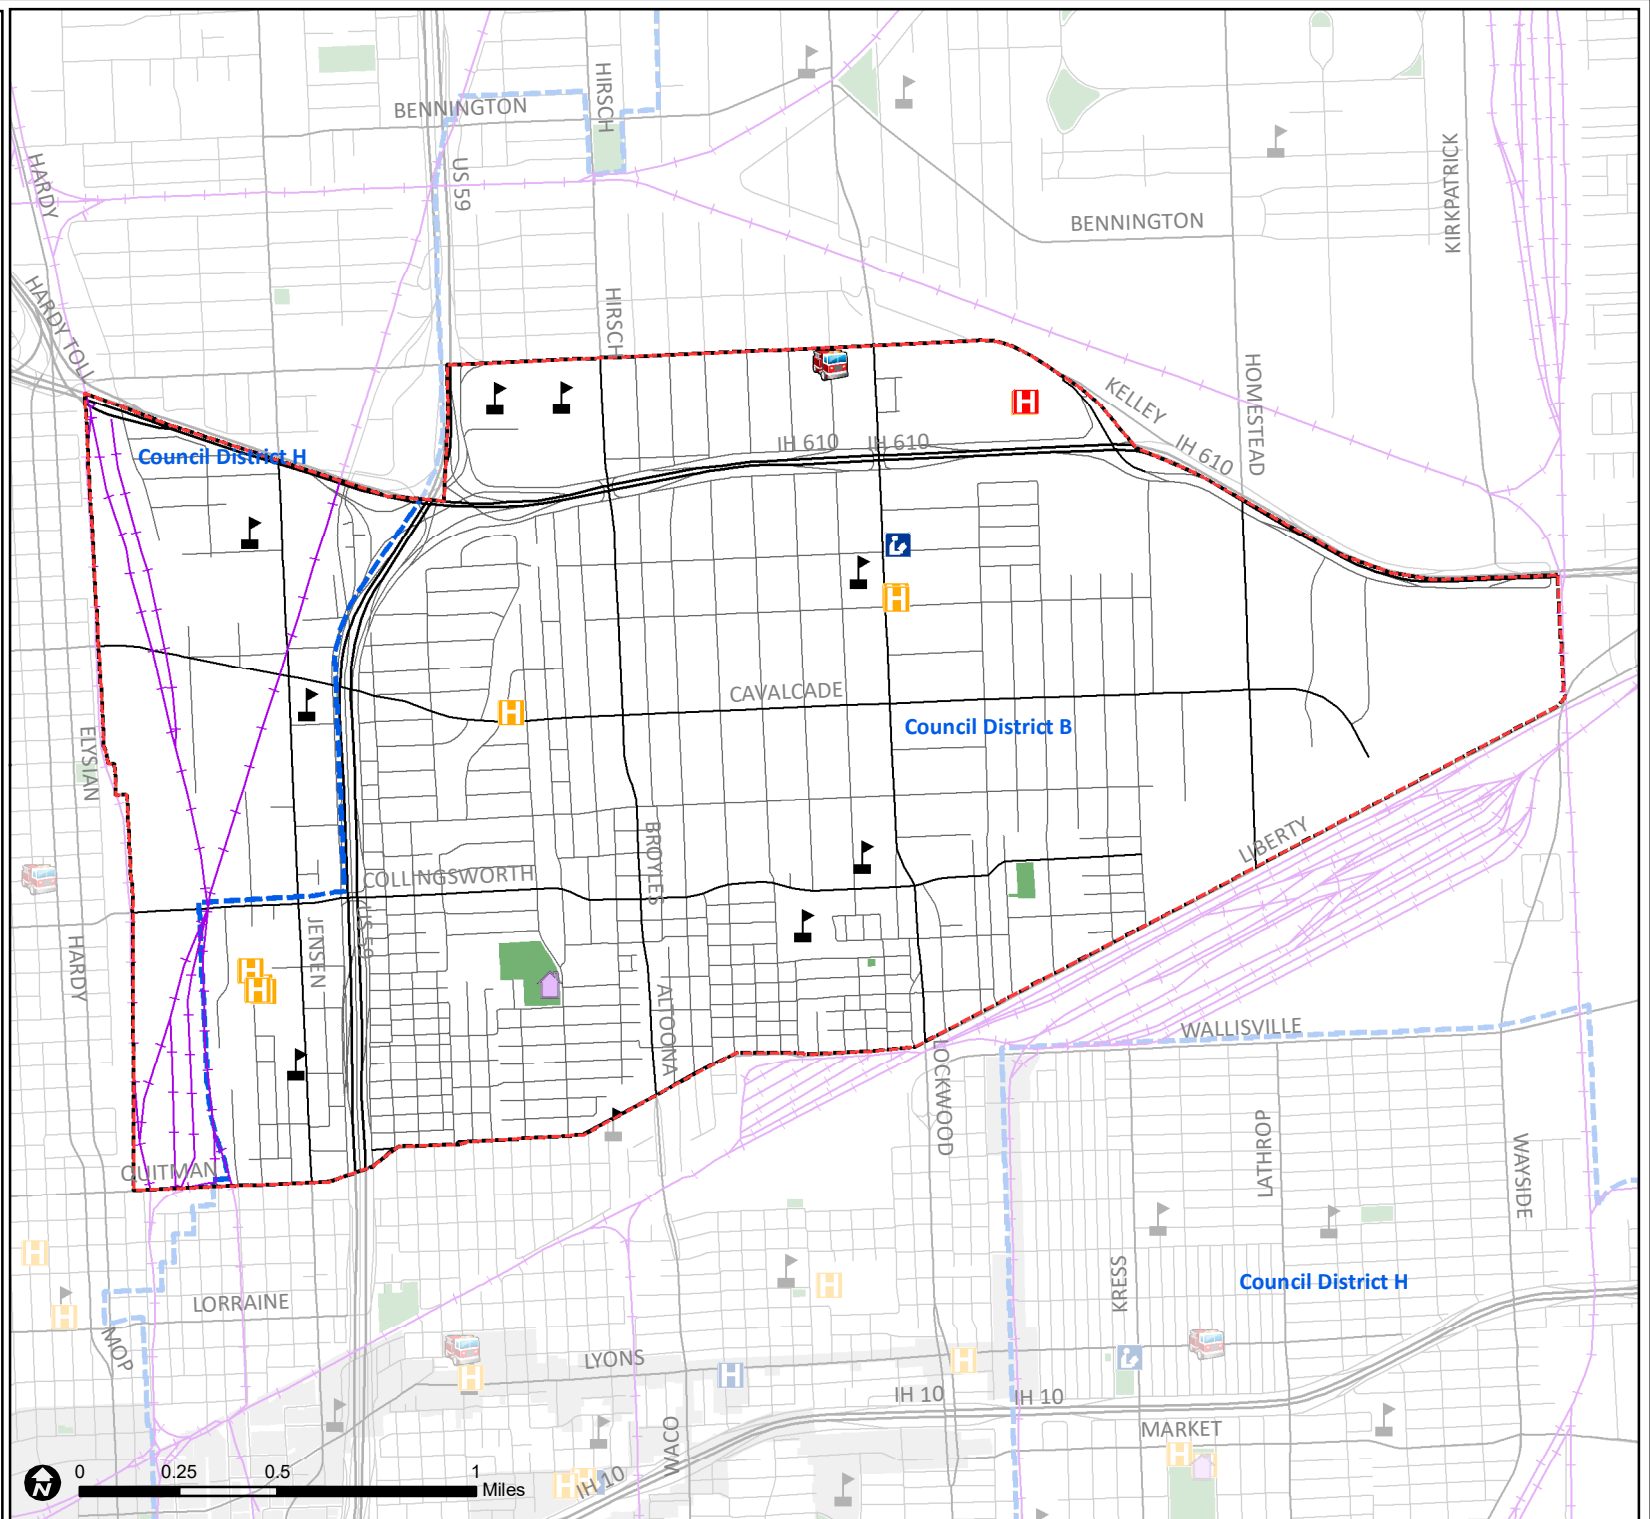 BENNINGTON
HIRSCH
HARDY
US 59
KIRKPATRICK
BENNINGTON
HARDY TOLL
HIRSCH
HOMESTEAD
KELLEY
IH 610
IH 610
IH 610
Council District H
CAVALCADE
Council District B
ELYSIAN
BROYLES
LIBERTY
COLLINGSWORTH
JENSEN
US 59
HARDY
ALTOONA
WALLISVILLE
LOCKWOOD
LATHROP
WAYSIDE
QUITMAN
KRESS
Council District H
LORRAINE
MOP
LYONS
IH 10
IH 10
WACO
MARKET
IH 10
H
H
H
H
H
H
H
H
H
H
H
H
H
H
0 0.25 0.5 1
Miles
N